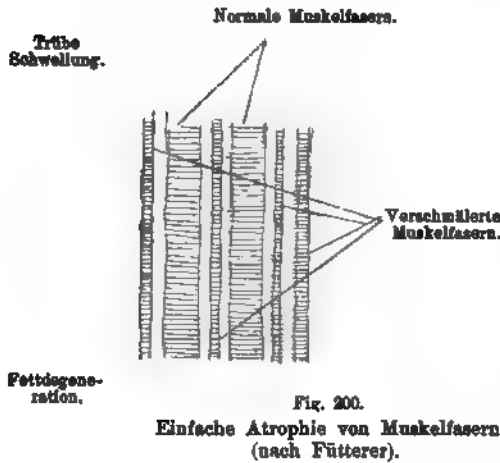 Normale Muskelfasern.
Trübe
Schwellung.
Verschmälerte
Muskelfasern.
Fettdegene-
ration.
Fig. 200.
Einfache Atrophie von Muskelfasern
(nach Fütterer).